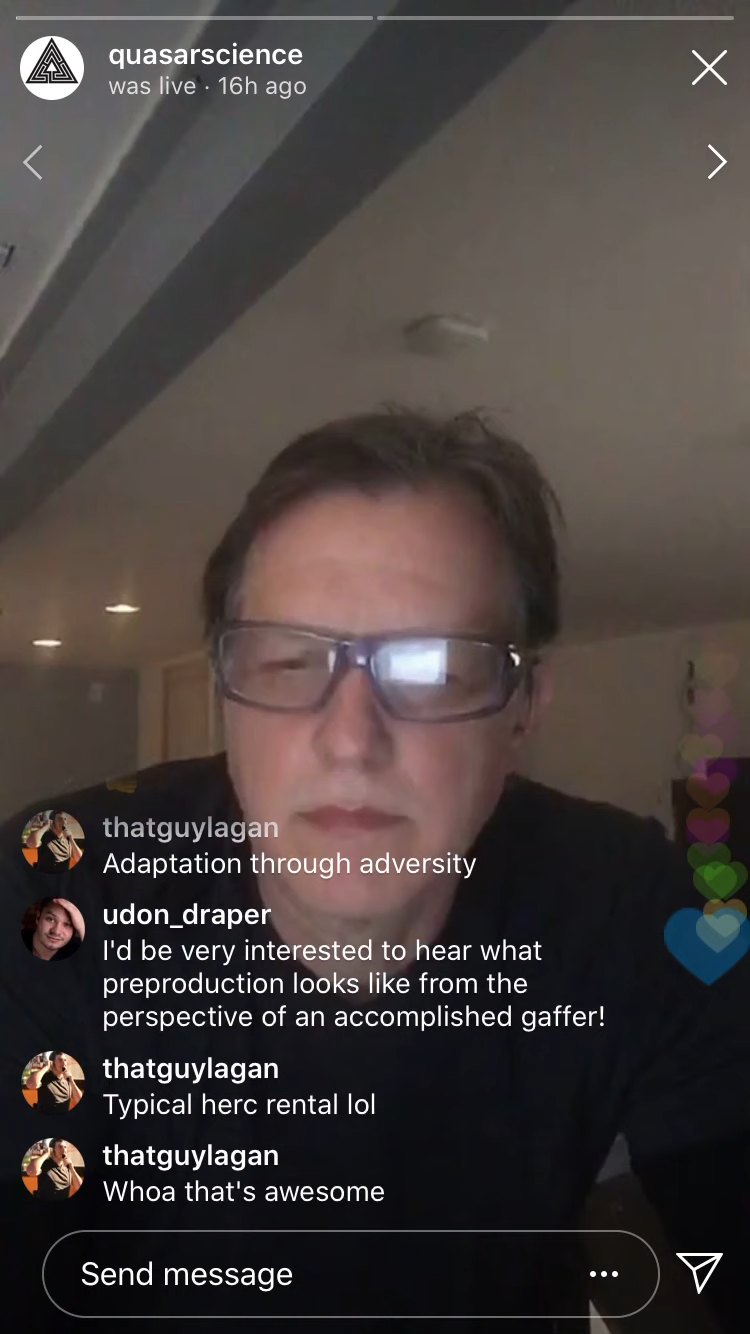 quasarscience
was live · 16h ago
thatguylagan
Adaptation through adversity
udon_draper
I'd be very interested to hear what
preproduction looks like from the
perspective of an accomplished gaffer!
thatguylagan
Typical herc rental lol
thatguylagan
Whoa that's awesome
Send message